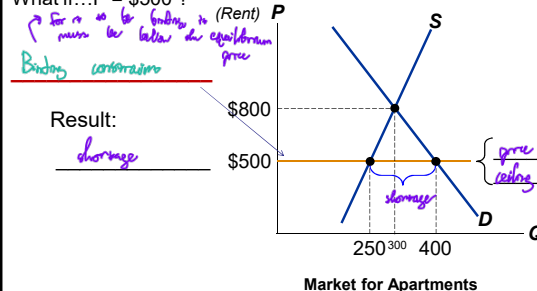 What if...P = $500 ?
for it to be binding it
must be below the equilibrium
price
Binding constraint
Result:
shortage
(Rent) P
S
$800
$500
price
ceiling
shortage
D
Q
250 300 400
Market for Apartments